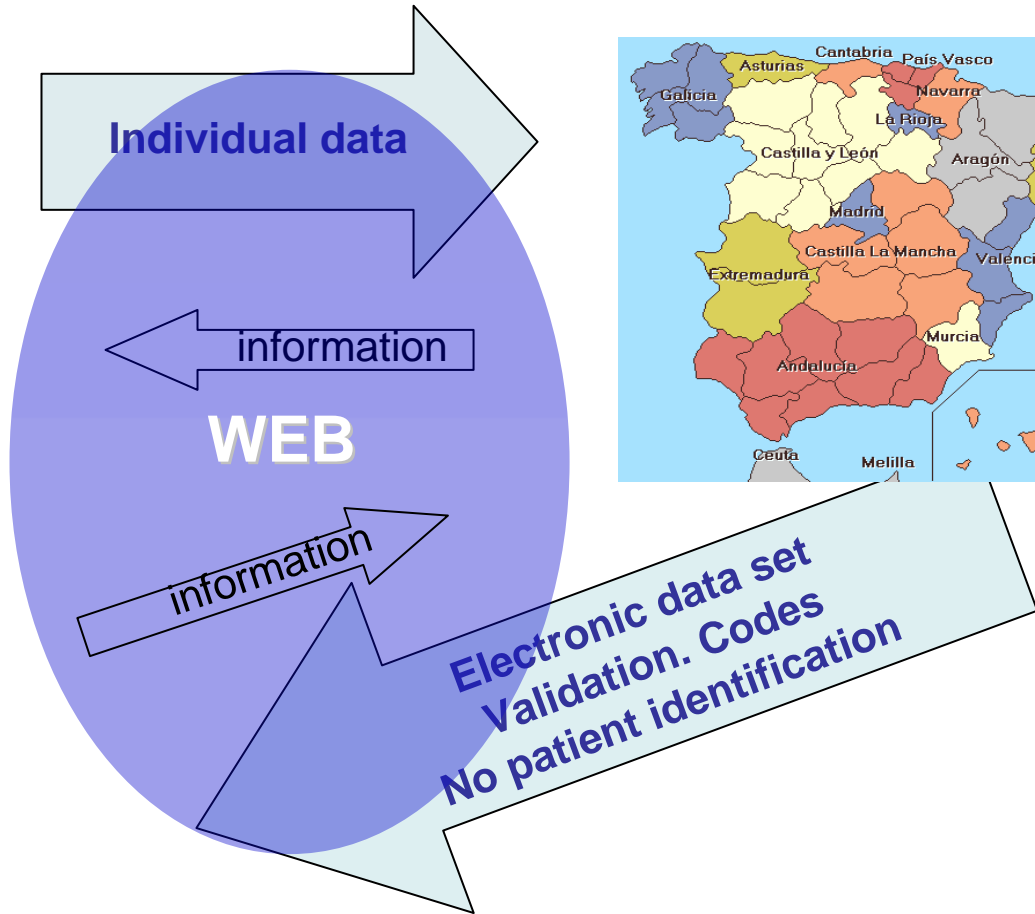 Individual data
information
WEB
information
Electronic data set
Validation. Codes
No patient identification
Cantabria
País Vasco
Asturias
Navarra
Galicia
La Rioja
Castilla y León
Aragón
Madrid
Castilla La Mancha
Valenci
Extremadura
Murcia
Andalucía
Ceuta
Melilla